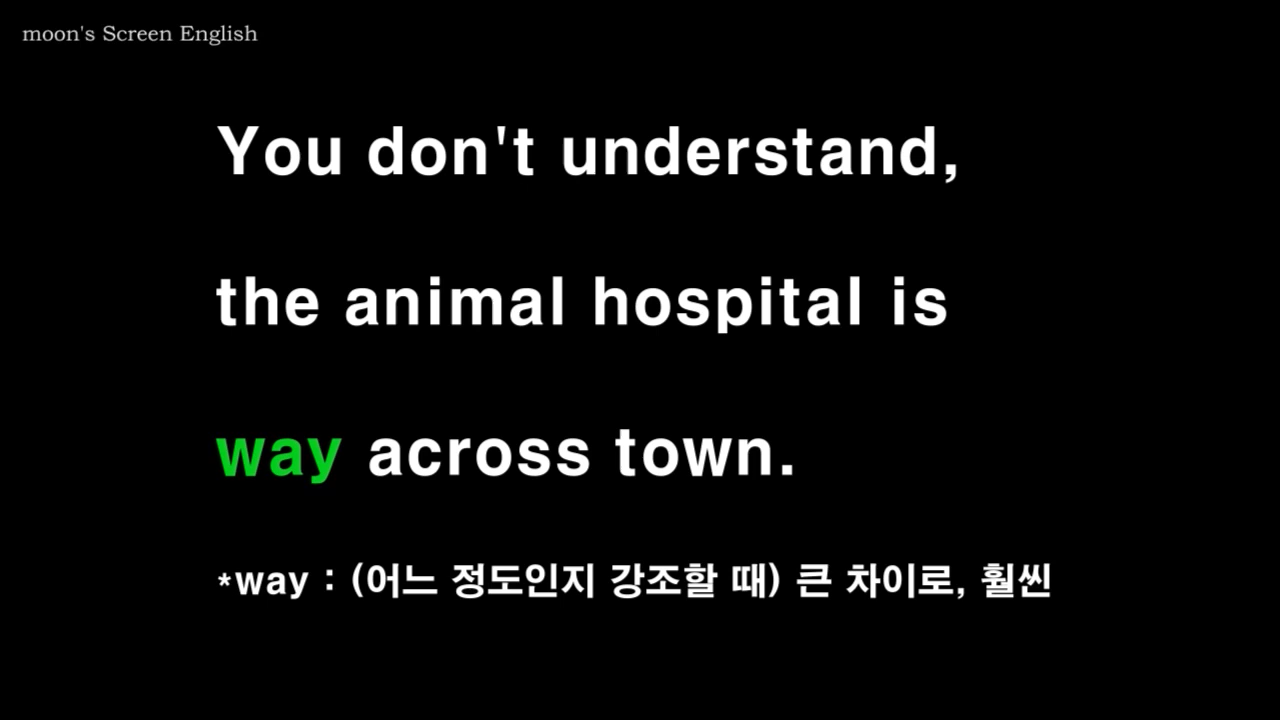 moon's Screen English
You don't understand,
the animal hospital is
way across town.
*way : (어느 정도인지 강조할 때) 큰 차이로, 훨씬